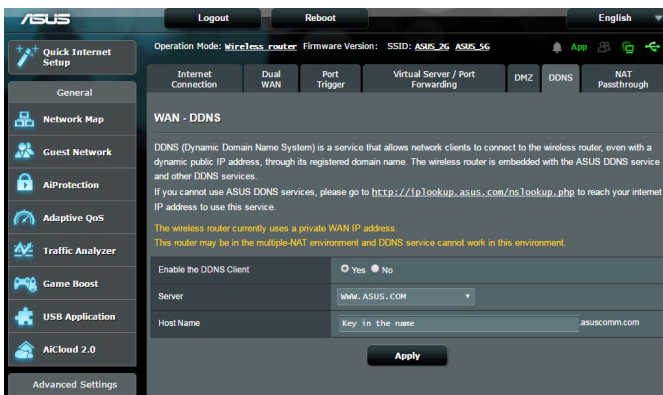 ASUS
Logout
Reboot
English
Quick Internet
Setup
Operation Mode: Wireless router Firmware Version: SSID: ASUS_2G ASUS_5G
App
Internet
Connection
Dual
WAN
Port
Trigger
Virtual Server / Port
Forwarding
DMZ
DDNS
NAT
Passthrough
General
Network Map
Guest Network
AiProtection
Adaptive QoS
Traffic Analyzer
Game Boost
USB Application
AiCloud 2.0
Advanced Settings
WAN - DDNS
DDNS (Dynamic Domain Name System) is a service that allows network clients to connect to the wireless router, even with a
dynamic public IP address, through its registered domain name. The wireless router is embedded with the ASUS DDNS service
and other DDNS services.
If you cannot use ASUS DDNS services, please go to http://iplookup.asus.com/nslookup.php to reach your internet
IP address to use this service.
The wireless router currently uses a private WAN IP
address.
This router may be in the multiple-NAT environment and DDNS service cannot work in this environment.
Enable the DDNS Client
Yes No
Server
WWW.ASUS.COM
Host Name
Key in the name
.asuscomm.com
Apply